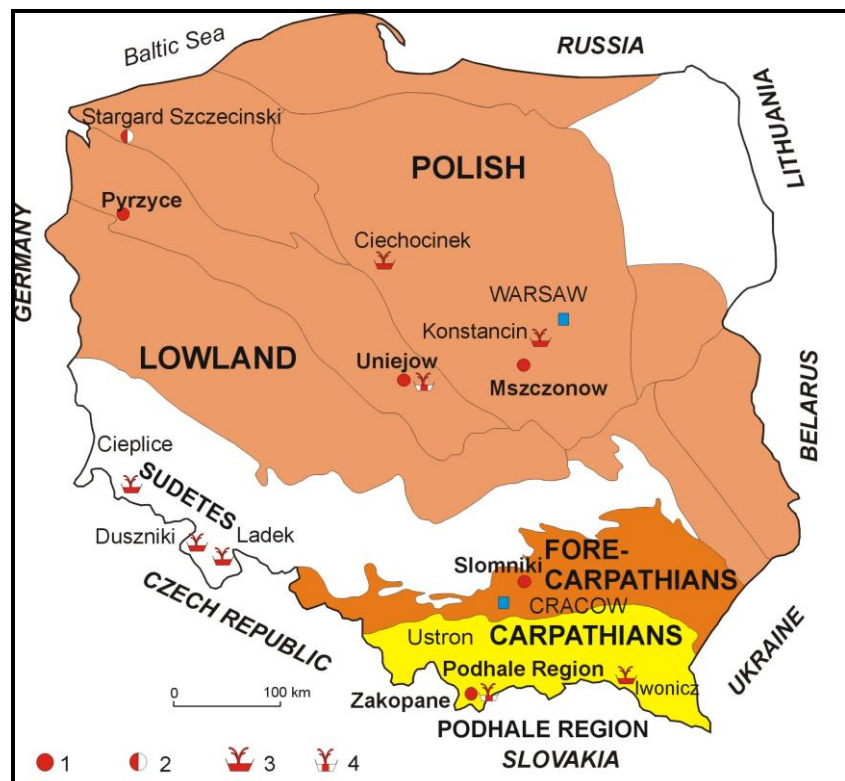 Baltic Sea
RUSSIA
LITHUANIA
Stargard Szczecinski
POLISH
Pyrzyce
GERMANY
Ciechocinek
WARSAW
Konstancin
LOWLAND
Uniejow
Mszczonow
BELARUS
Cieplice
SUDETES
Duszniki
Ladek
FORE-
CARPATHIANS
Slomniki
CRACOW
CZECH REPUBLIC
Ustron
CARPATHIANS
UKRAINE
Podhale Region
Iwonicz
0 100 km
Zakopane
PODHALE REGION
SLOVAKIA
1 2 3 4